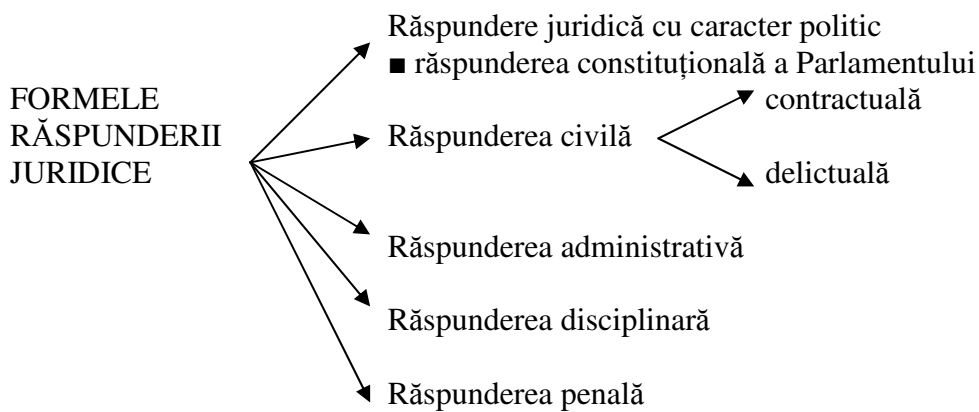 Răspundere juridică cu caracter politic
■ răspunderea constituțională a Parlamentului
FORMELE
RĂSPUNDERII
JURIDICE
Răspunderea civilă
contractuală
delictuală
Răspunderea administrativă
Răspunderea disciplinară
Răspunderea penală